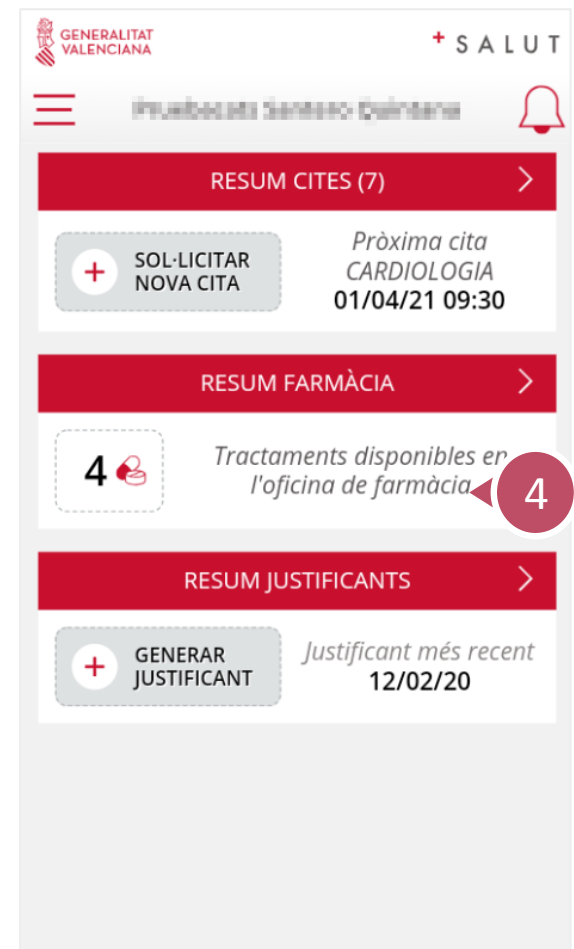 GENERALITAT
VALENCIANA
+ SALUT
RESUM CITES (7)
SOL·LICITAR
NOVA CITA
Pròxima cita
CARDIOLOGIA
01/04/21 09:30
RESUM FARMÀCIA
4
Tractaments disponibles en
l'oficina de farmàcia
4
RESUM JUSTIFICANTS
GENERAR
JUSTIFICANT
Justificant més recent
12/02/20